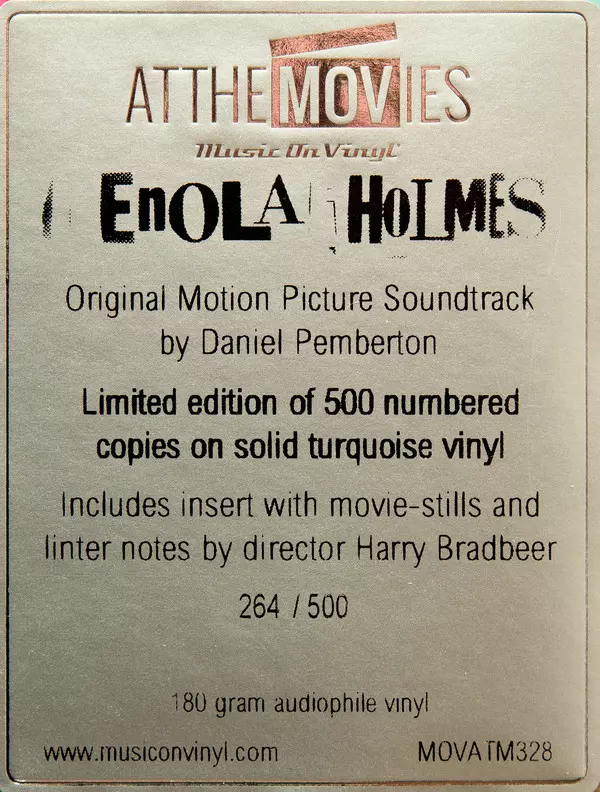 ATTHEMOVIES
Music On Vinyl
ENOLA HOLMES
Original Motion Picture Soundtrack
by Daniel Pemberton
Limited edition of 500 numbered
copies on solid turquoise vinyl
Includes insert with movie-stills and
linter notes by director Harry Bradbeer
264 / 500
180 gram audiophile vinyl
www.musiconvinyl.com MOVATM328